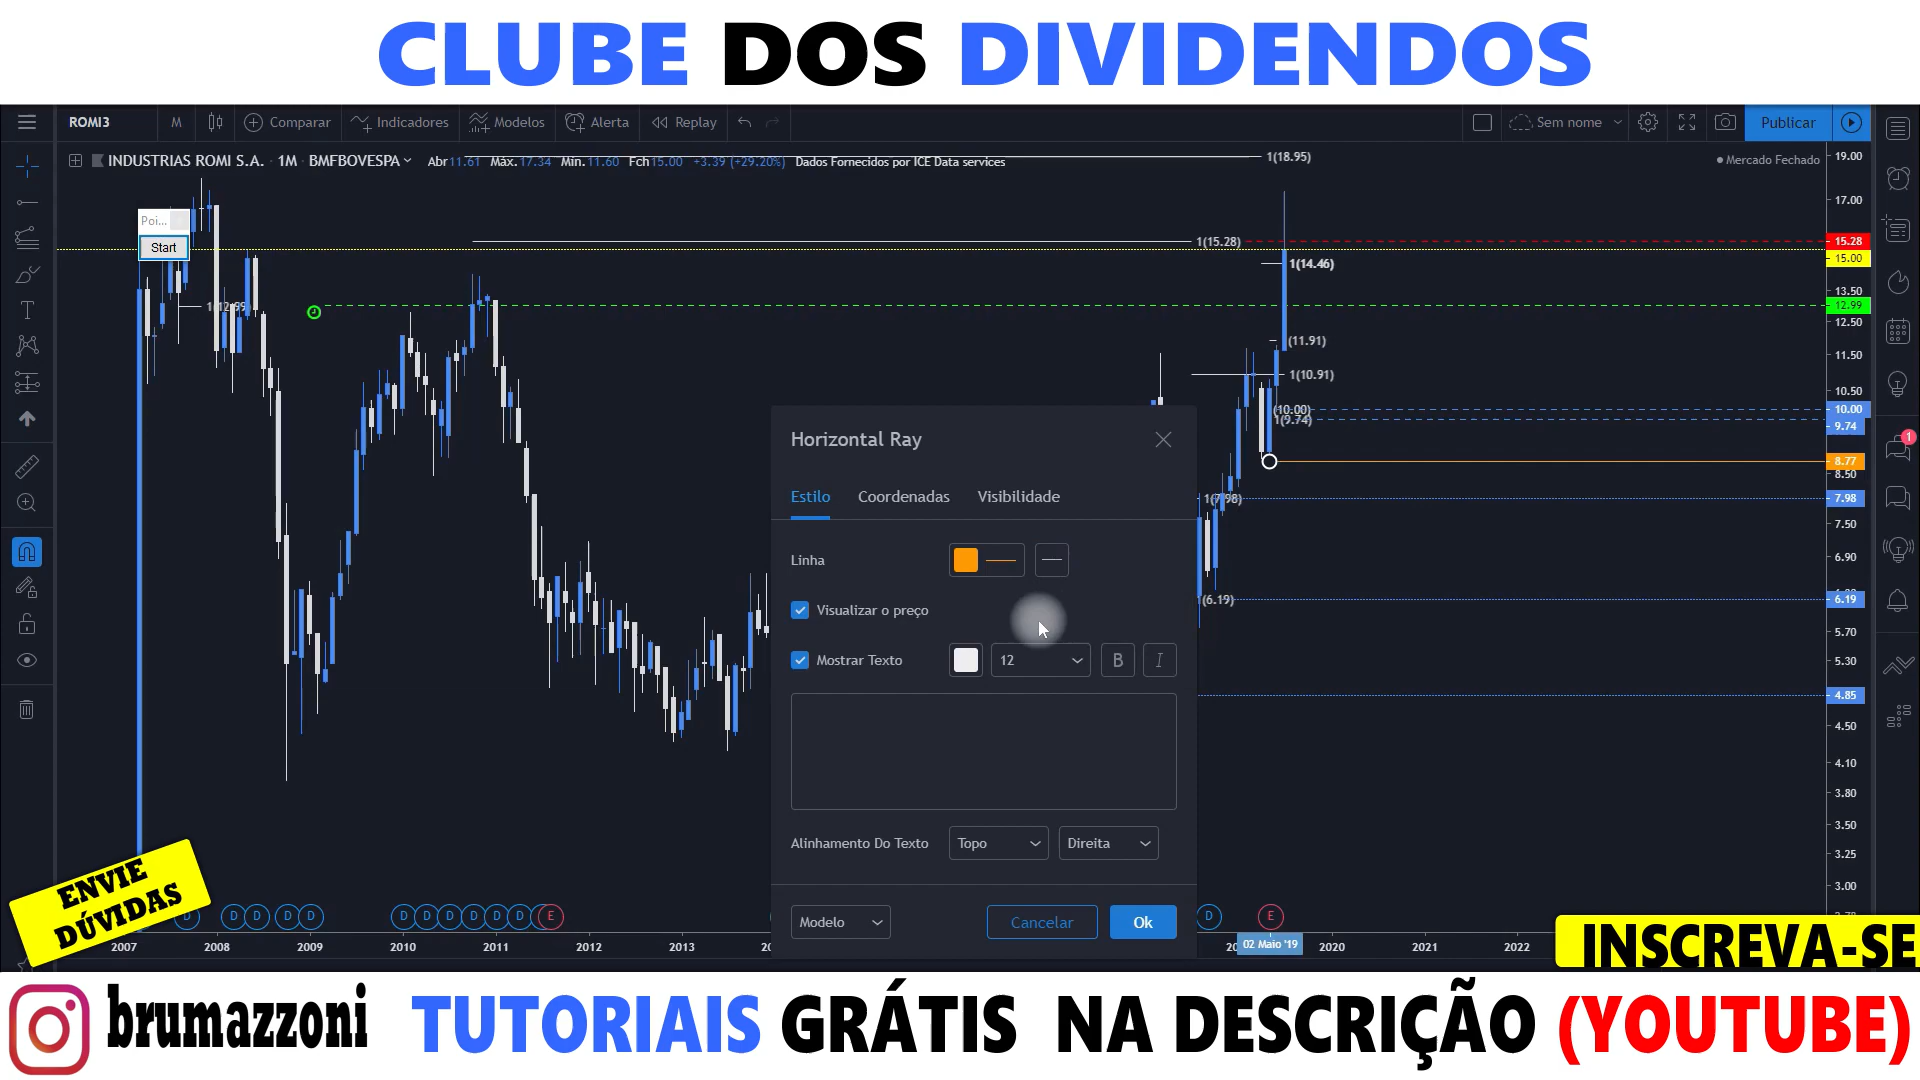 CLUBE DOS DIVIDENDOS
ROMI3 M Comparar Indicadores Modelos Alerta Replay Sem nome Publicar
INDUSTRIAS ROMI S.A. · 1M · BMFBOVESPA Abr11.61 Máx.17.34 Mín.11.60 Fch15.00 +3.39 (+29.20%) Dados Fornecidos por ICE Data services
Mercado Fechado
1(18.95)
Poi...
Start
1(15.28)
1(14.46)
1(12.99)
(11.91)
1(10.91)
(10.00)
1(9.74)
1(7.98)
(6.19)
19.00
17.00
15.28
15.00
13.50
12.99
12.50
11.50
10.50
10.00
9.74
8.77
8.50
7.98
7.50
6.90
6.19
5.70
5.30
4.85
4.50
4.10
3.80
3.50
3.25
3.00
1
Horizontal Ray
Estilo Coordenadas Visibilidade
Linha
Visualizar o preço
Mostrar Texto 12 B I
Alinhamento Do Texto Topo Direita
Modelo Cancelar Ok
D D D D D D D D D D D E D E
2007 2008 2009 2010 2011 2012 2013 02 Maio '19 2020 2021 2022
ENVIE
DÚVIDAS
INSCREVA-SE
brumazzoni TUTORIAIS GRÁTIS NA DESCRIÇÃO (YOUTUBE)